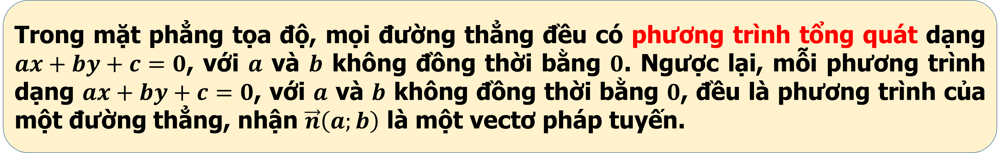 Trong mặt phẳng tọa độ, mọi đường thẳng đều có phương trình tổng quát dạng
ax + by + c = 0, với a và b không đồng thời bằng 0. Ngược lại, mỗi phương trình
dạng ax + by + c = 0, với a và b không đồng thời bằng 0, đều là phương trình của
một đường thẳng, nhận n⃗(a; b) là một vectơ pháp tuyến.